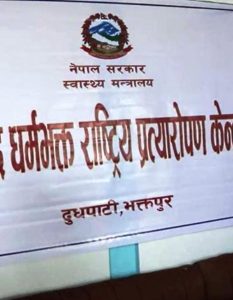 नेपाल सरकार
स्वास्थ्य मन्त्रालय
धर्मभक्त राष्ट्रिय प्रत्यारोपण
दुधपाटी,भक्तपुर